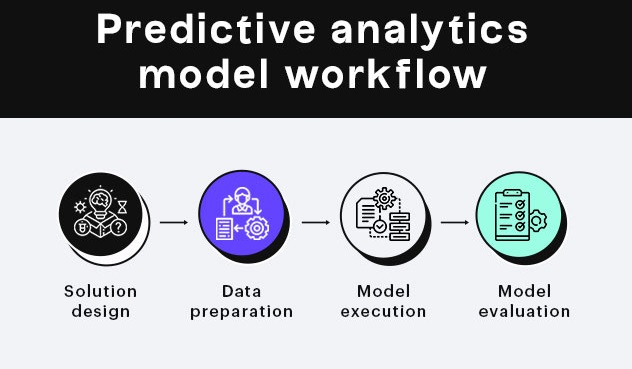 Predictive analytics
model workflow
Solution
design
Data
preparation
Model
execution
Model
evaluation